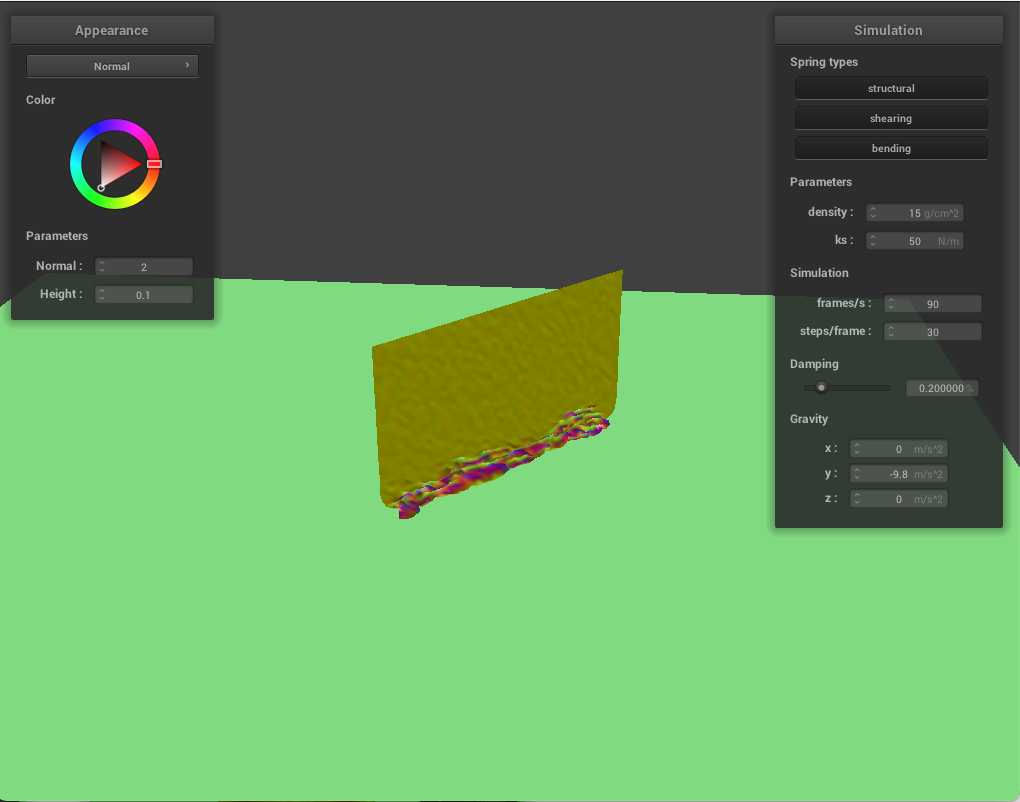 Appearance
Normal
Color
Parameters
Normal : 2
Height : 0.1
Simulation
Spring types
structural
shearing
bending
Parameters
density : 15 g/cm^2
ks : 50 N/m
Simulation
frames/s : 90
steps/frame : 30
Damping
0.200000 %
Gravity
x : 0 m/s^2
y : -9.8 m/s^2
z : 0 m/s^2